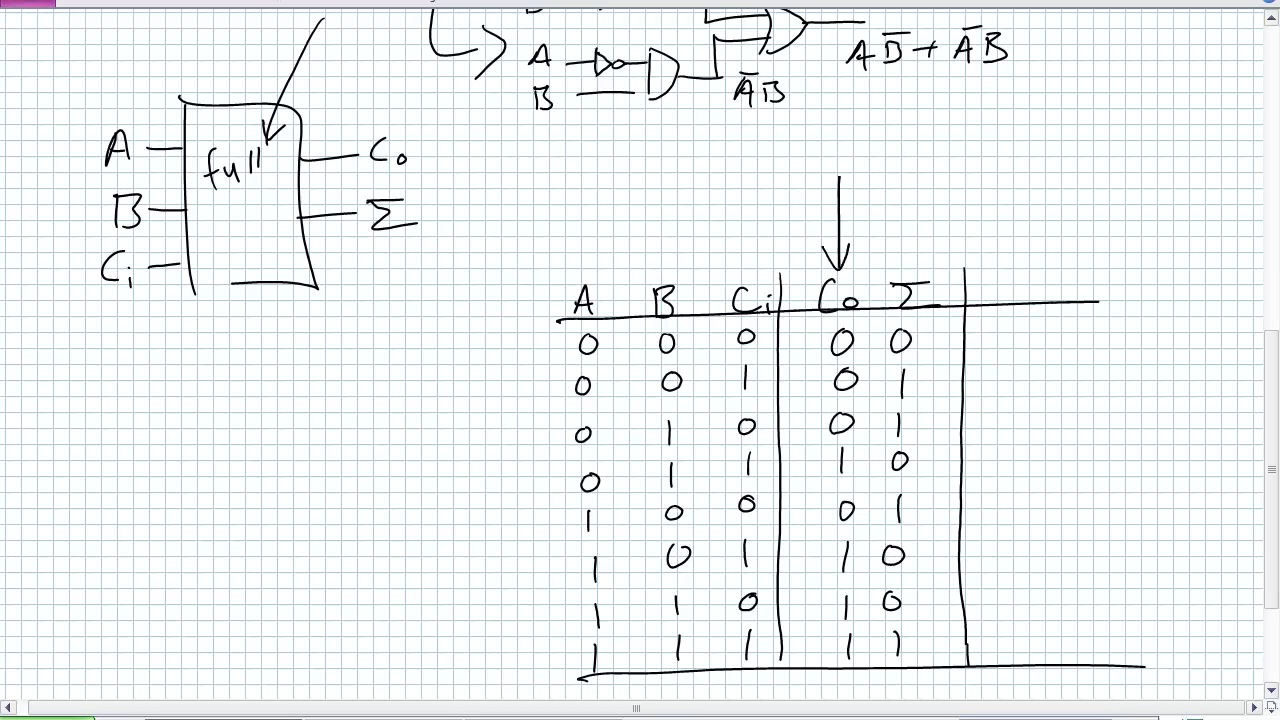 A
B
ĀB
AB̄ + ĀB
A
B
Ci
full
Co
Σ
A B Ci Co Σ
0 0 0 0 0
0 0 1 0 1
0 1 0 0 1
0 1 1 1 0
1 0 0 0 1
1 0 1 1 0
1 1 0 1 0
1 1 1 1 1